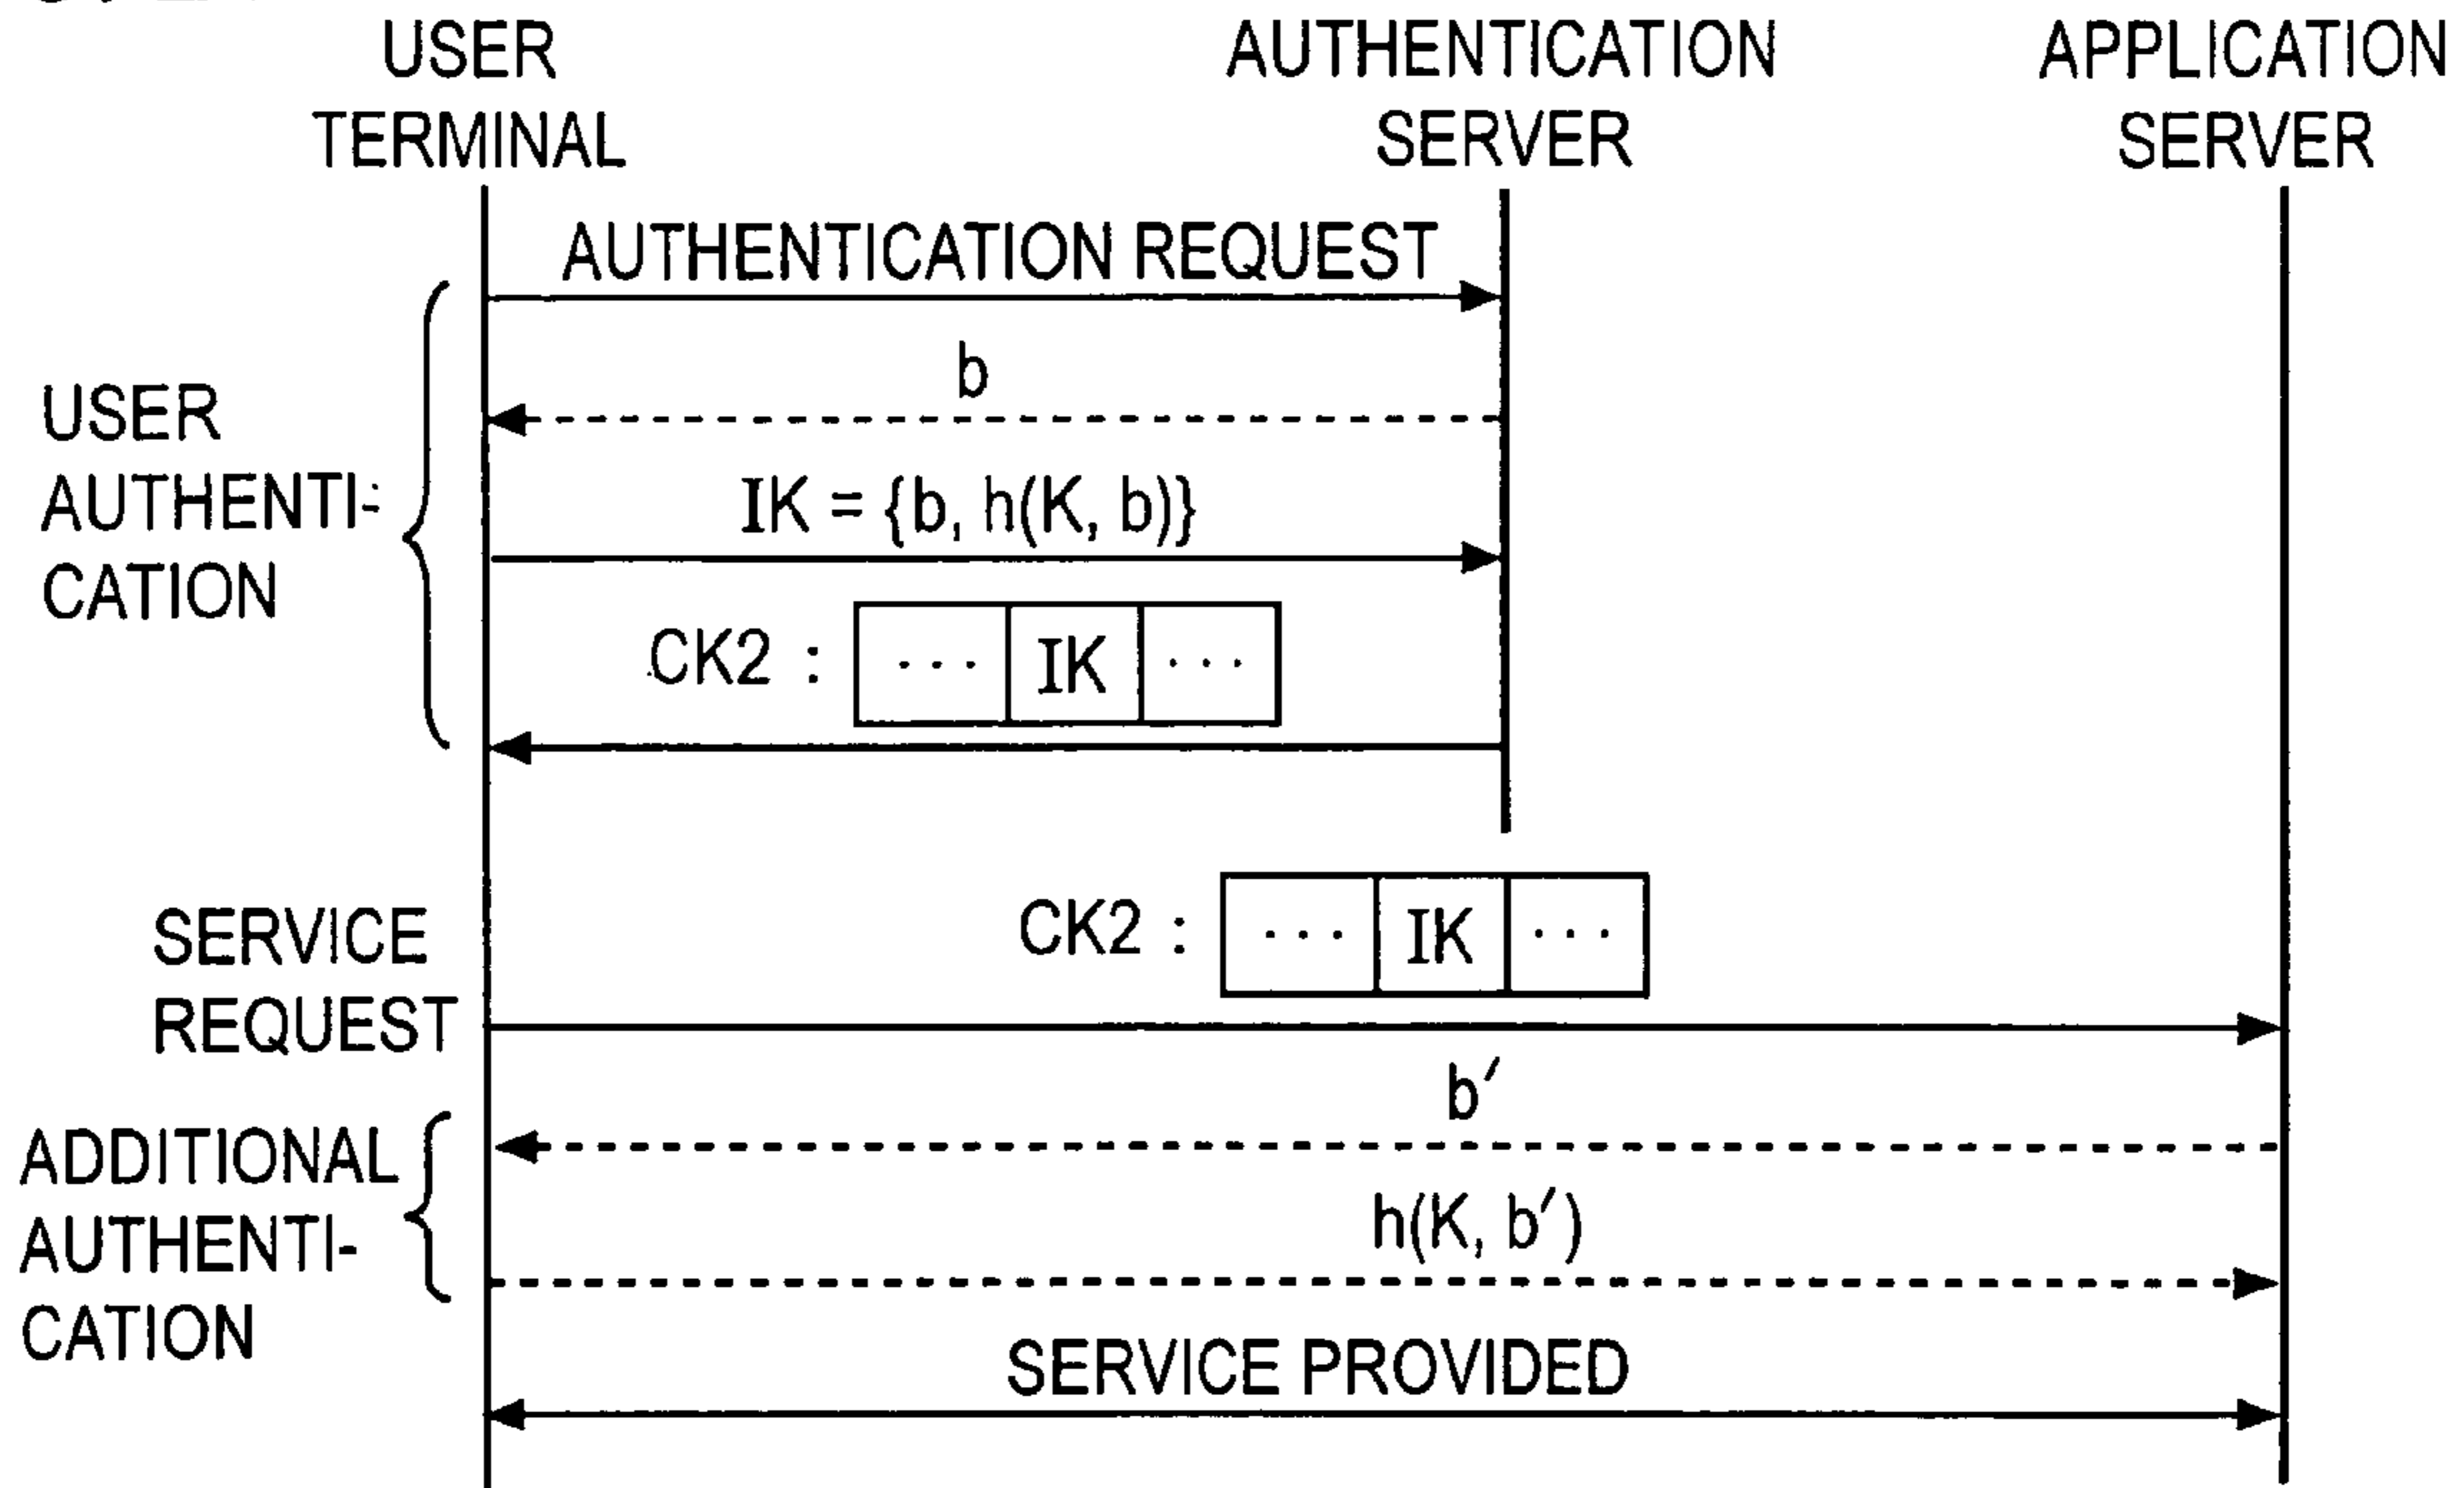 USER
TERMINAL
AUTHENTICATION
SERVER
APPLICATION
SERVER
AUTHENTICATION REQUEST
b
USER
AUTHENTI-
CATION
IK = {b, h(K, b)}
CK2 : ... IK ...
SERVICE
REQUEST
CK2 : ... IK ...
b′
ADDITIONAL
AUTHENTI-
CATION
h(K, b′)
SERVICE PROVIDED